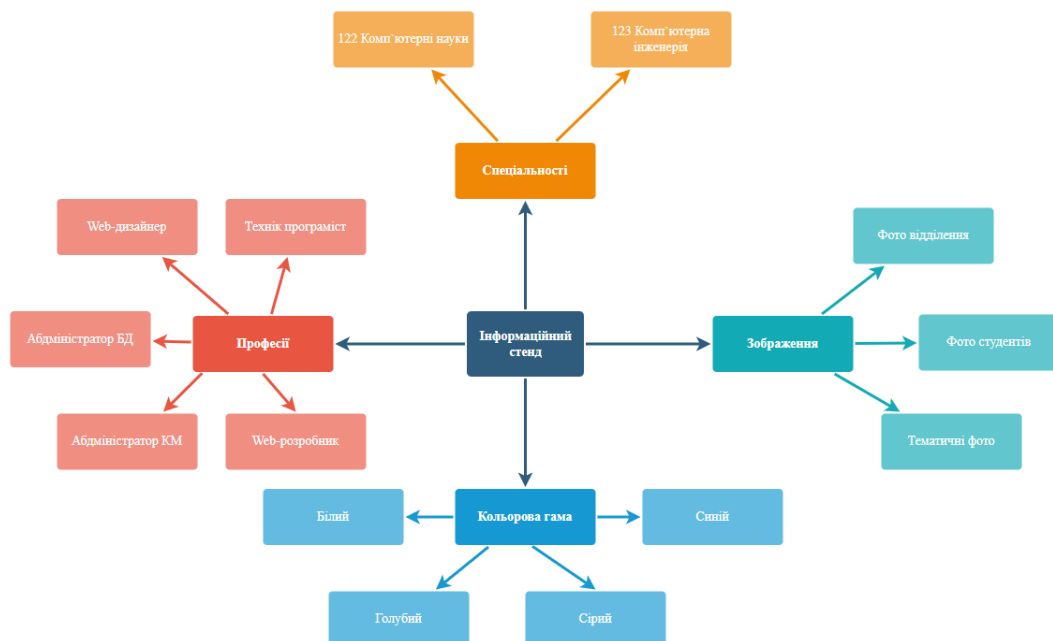 122 Комп`ютерні науки
123 Комп`ютерна
інженерія
Спеціальності
Web-дизайнер
Технік програміст
Фото відділення
Абдміністратор БД
Професії
Інформаційний
стенд
Зображення
Фото студентів
Абдміністратор КМ
Web-розробник
Тематичні фото
Білий
Кольорова гама
Синій
Голубий
Сірий